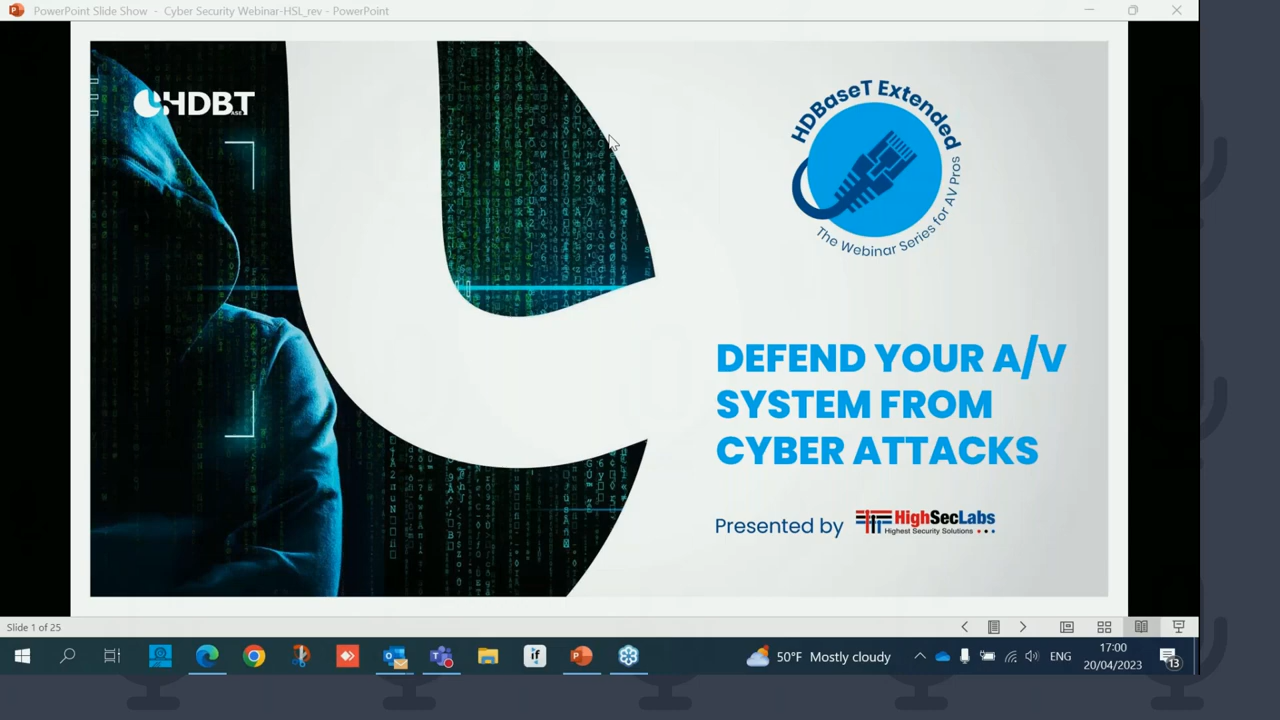 PowerPoint Slide Show - Cyber Security Webinar-HSL_rev - PowerPoint
HDBT
HDBaseT Extended
The Webinar Series for AV Pros
DEFEND YOUR A/V
SYSTEM FROM
CYBER ATTACKS
Presented by
HighSecLabs
Highest Security Solutions
Slide 1 of 25
if
50°F Mostly cloudy
ENG
17:00
20/04/2023
13